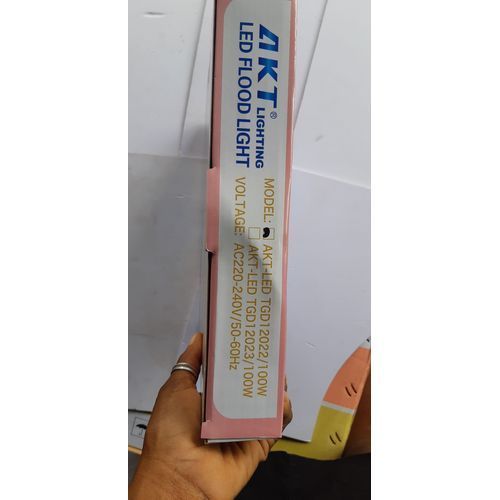 AKT®
LIGHTING
LED FLOOD LIGHT
MODEL: AKT-LED TGD12022/100W
AKT-LED TGD12023/100W
VOLTAGE: AC220-240V/50-60Hz